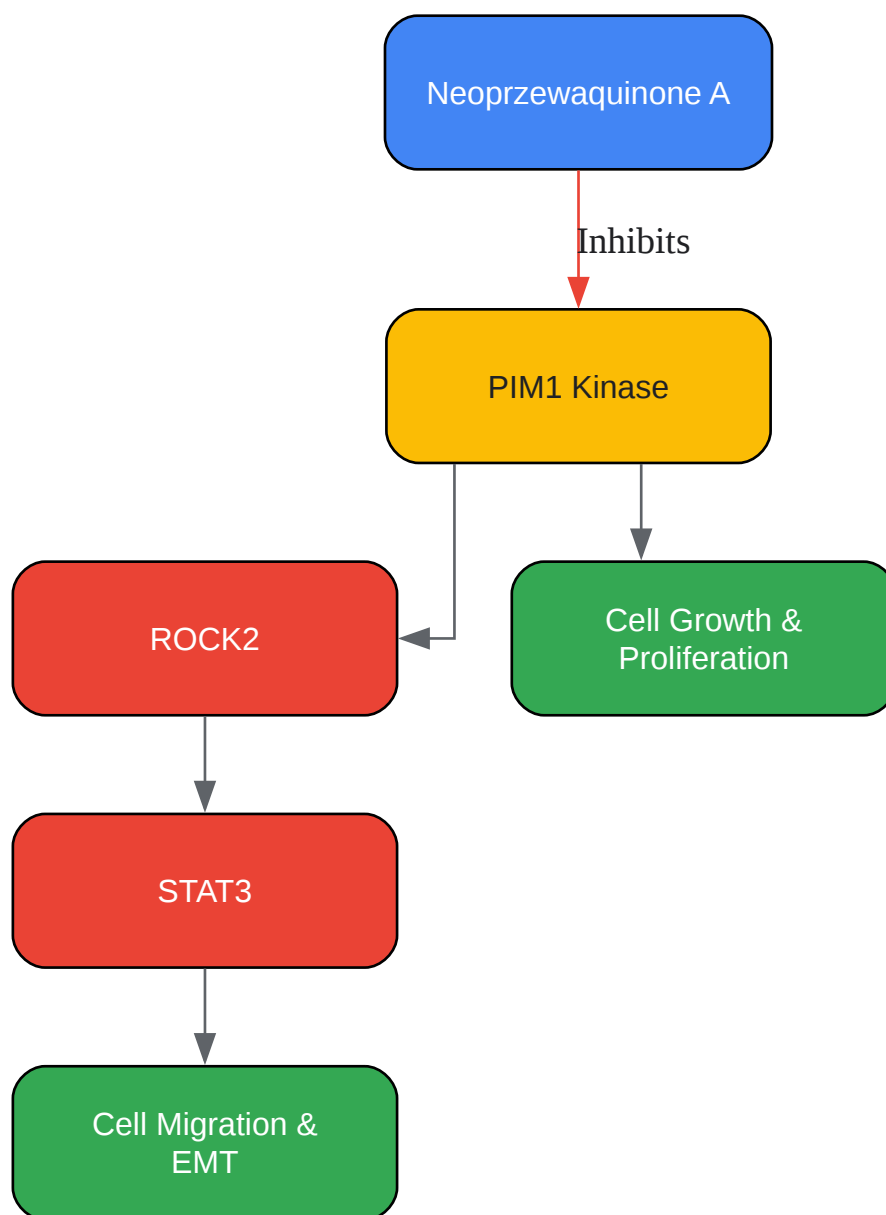 Neoprzewaquinone A
Inhibits
PIM1 Kinase
ROCK2
Cell Growth &
Proliferation
STAT3
Cell Migration &
EMT